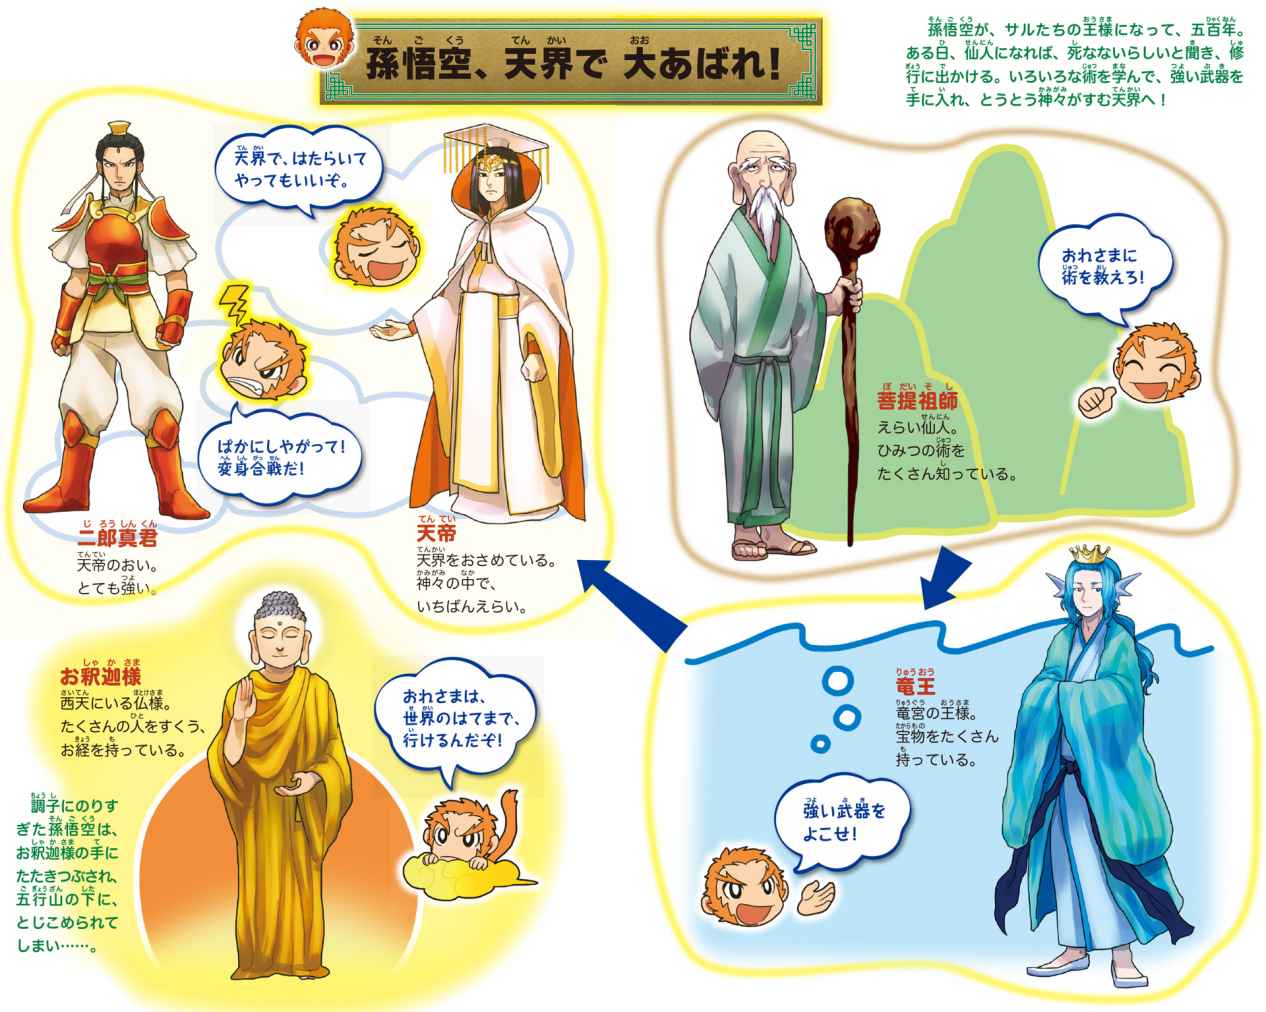 孫悟空、天界で 大あばれ!
孫悟空が、サルたちの王様になって、五百年。
ある日、仙人になれば、死なないらしいと聞き、修
行に出かける。いろいろな術を学んで、強い武器を
手に入れ、とうとう神々がすむ天界へ!
おれさまに
術を教えろ!
菩提祖師
えらい仙人。
ひみつの術を
たくさん知っている。
竜王
竜宮の王様。
宝物をたくさん
持っている。
強い武器を
よこせ!
天界で、はたらいて
やってもいいぞ。
ばかにしやがって!
変身合戦だ!
天帝
天界をおさめている。
神々の中で、
いちばんえらい。
二郎真君
天帝のおい。
とても強い。
お釈迦様
西天にいる仏様。
たくさんの人をすくう、
お経を持っている。
おれさまは、
世界のはてまで、
行けるんだぞ!
調子にのりす
ぎた孫悟空は、
お釈迦様の手に
たたきつぶされ、
五行山の下に、
とじこめられて
しまい……。